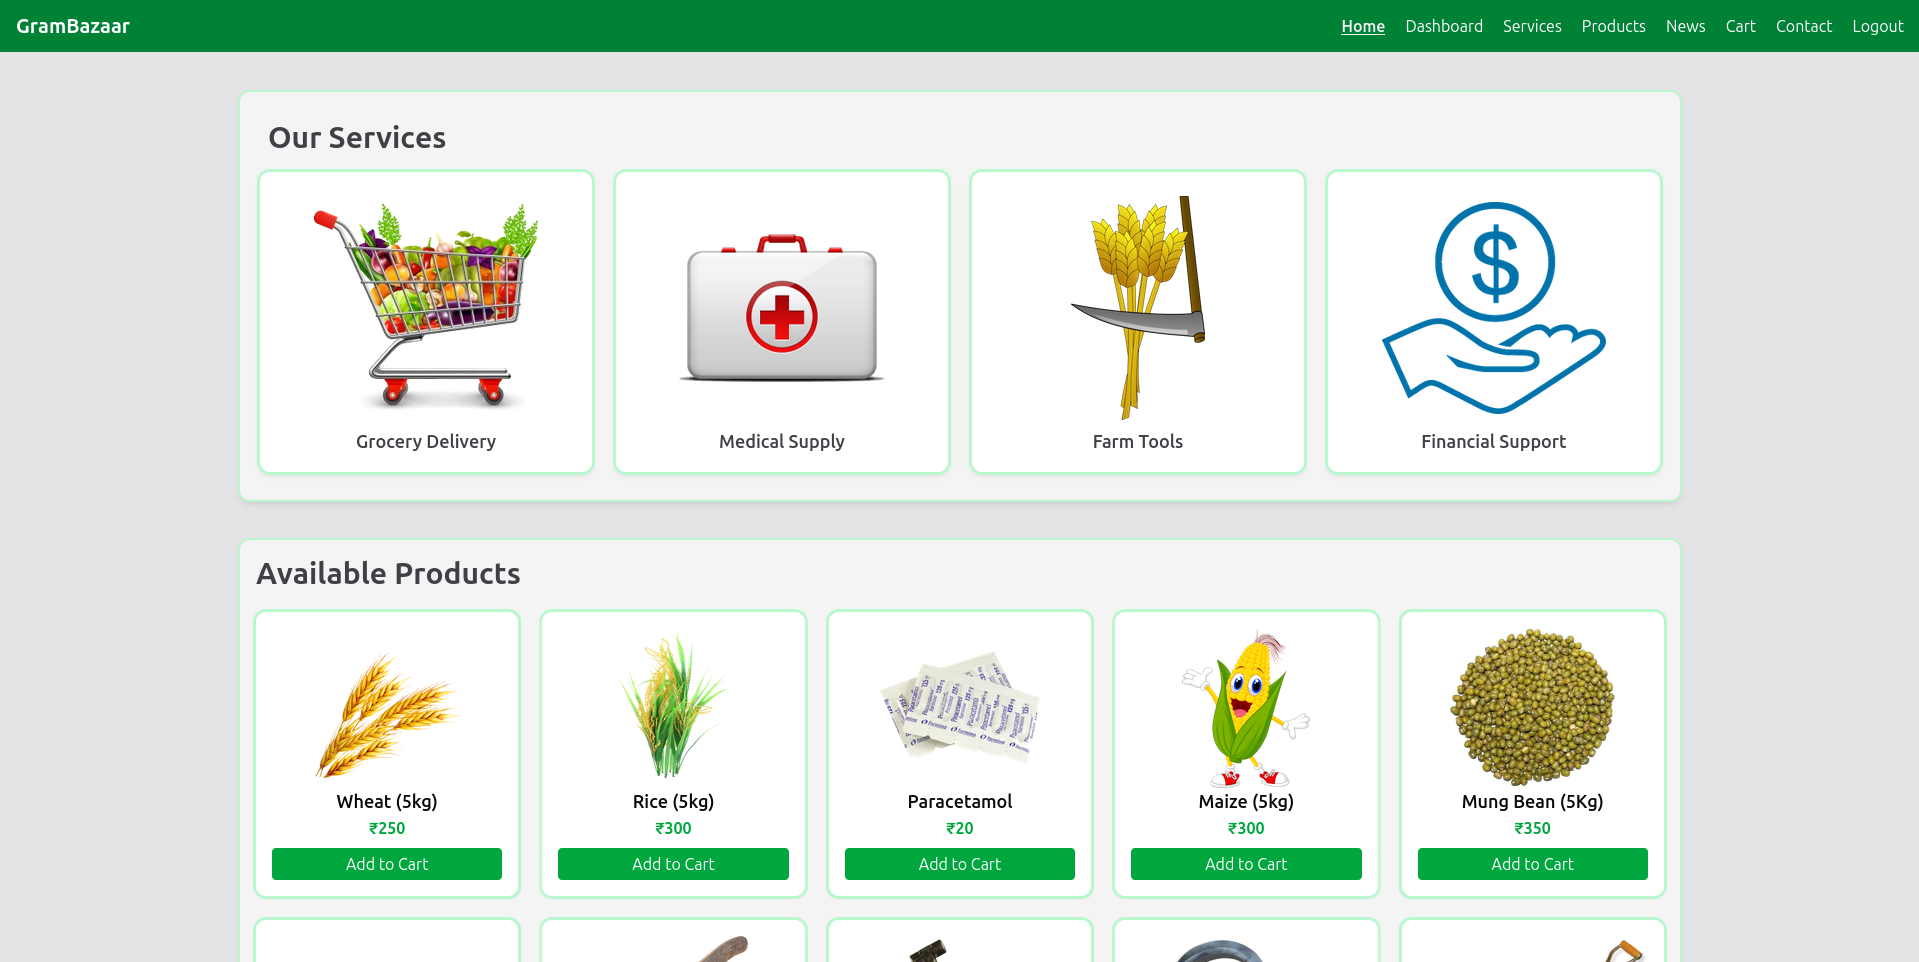 GramBazaar
Home Dashboard Services Products News Cart Contact Logout
Our Services
Grocery Delivery Medical Supply Farm Tools Financial Support
Available Products
Wheat (5kg) Rice (5kg) Paracetamol Maize (5kg) Mung Bean (5Kg)
₹250 ₹300 ₹20 ₹300 ₹350
Add to Cart Add to Cart Add to Cart Add to Cart Add to Cart